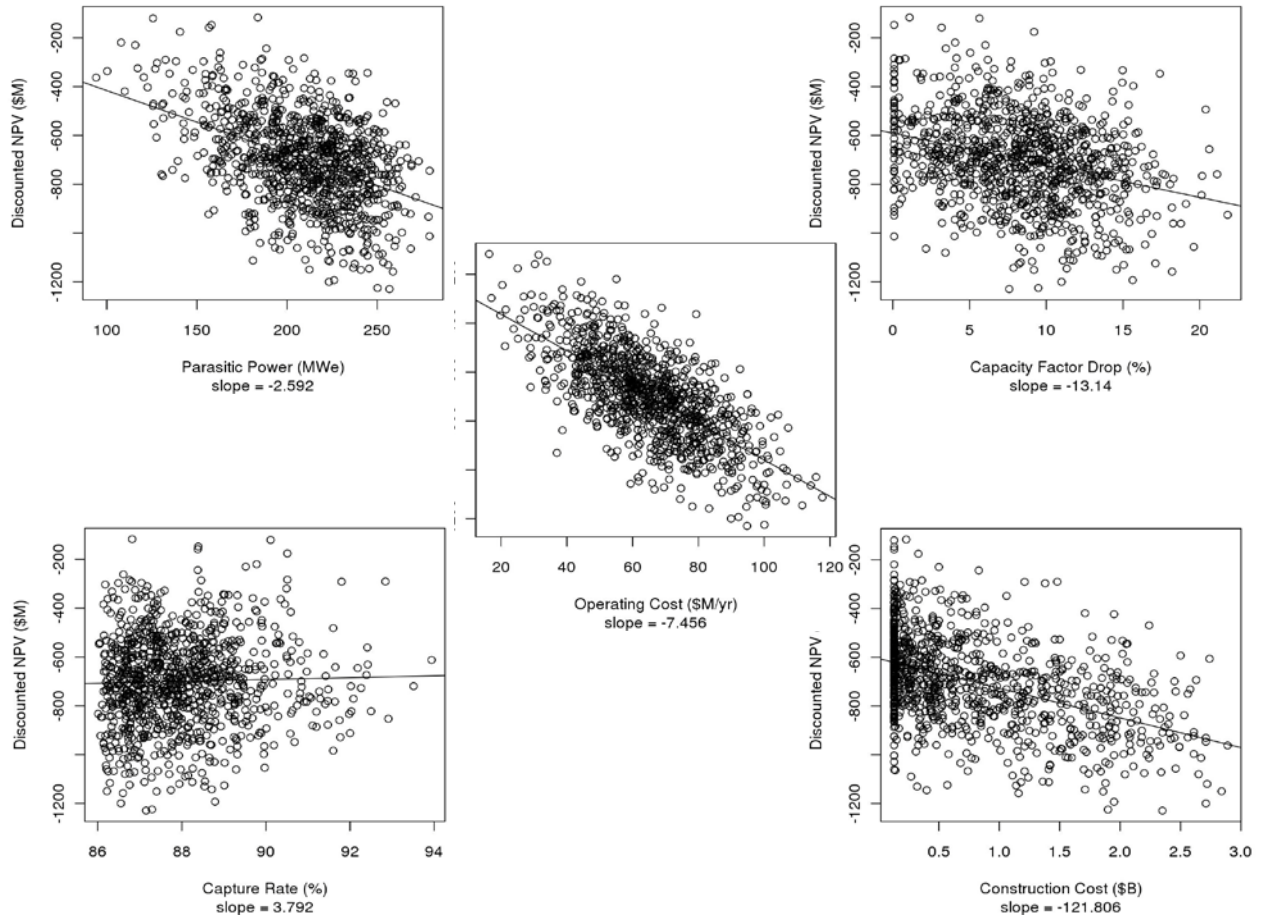 Discounted NPV ($M)
-200
-400
-600
-800
-1200
100 150 200 250
Parasitic Power (MWe)
slope = -2.592
Discounted NPV ($M)
-200
-400
-600
-800
-1200
0 5 10 15 20
Capacity Factor Drop (%)
slope = -13.14
20 40 60 80 100 120
Operating Cost ($M/yr)
slope = -7.456
Discounted NPV ($M)
-200
-400
-600
-800
-1200
86 88 90 92 94
Capture Rate (%)
slope = 3.792
Discounted NPV
-200
-400
-600
-800
-1200
0.5 1.0 1.5 2.0 2.5 3.0
Construction Cost ($B)
slope = -121.806